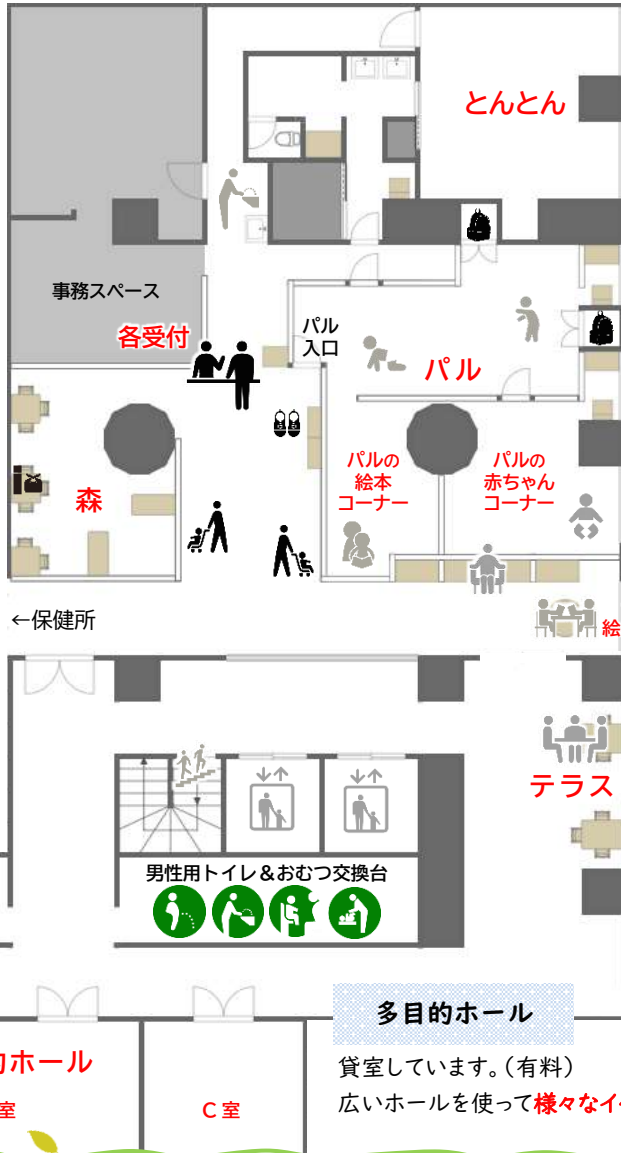 とんとん
事務スペース
各受付
パル
入口
パル
森
パルの
絵本
コーナー
パルの
赤ちゃん
コーナー
←保健所
絵
テラス
男性用トイレ&おむつ交換台
多目的ホール
ホール
室
C室
貸室しています。(有料)
広いホールを使って様々なイ